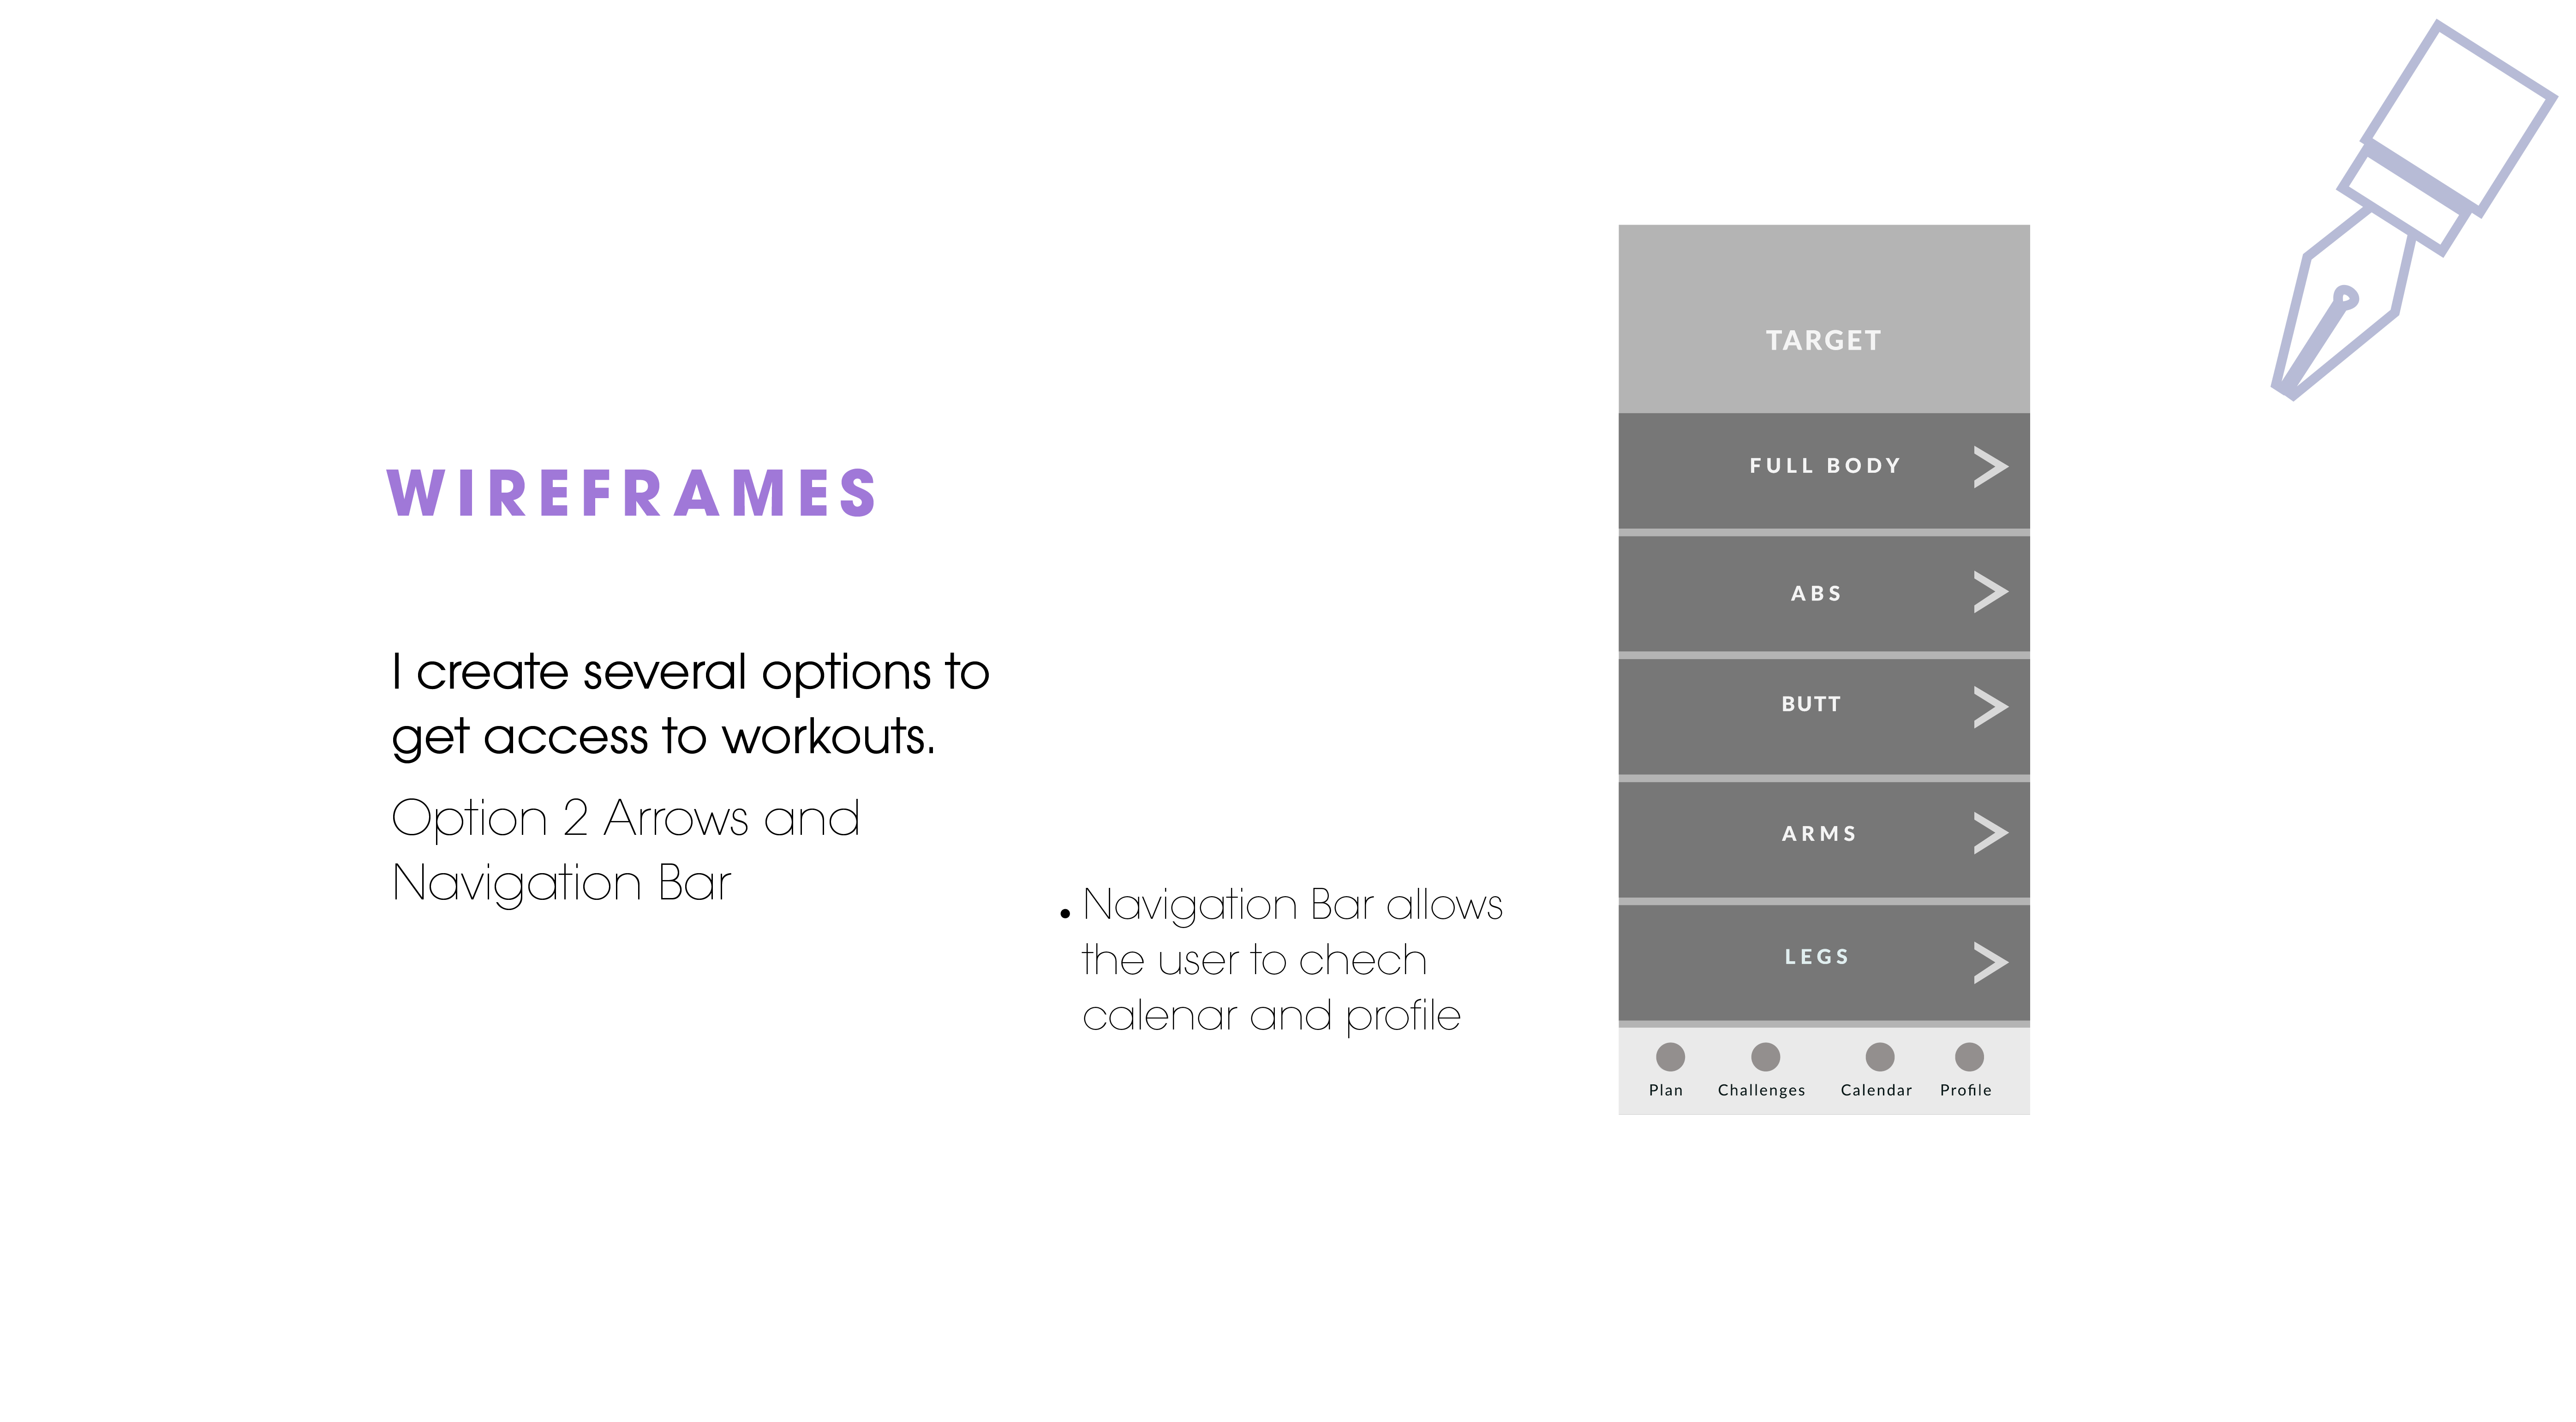 WIREFRAMES
I create several options to
get access to workouts.
Option 2 Arrows and
Navigation Bar
• Navigation Bar allows
the user to chech
calenar and profile
TARGET
FULL BODY >
ABS >
BUTT >
ARMS >
LEGS >
Plan Challenges Calendar Profile